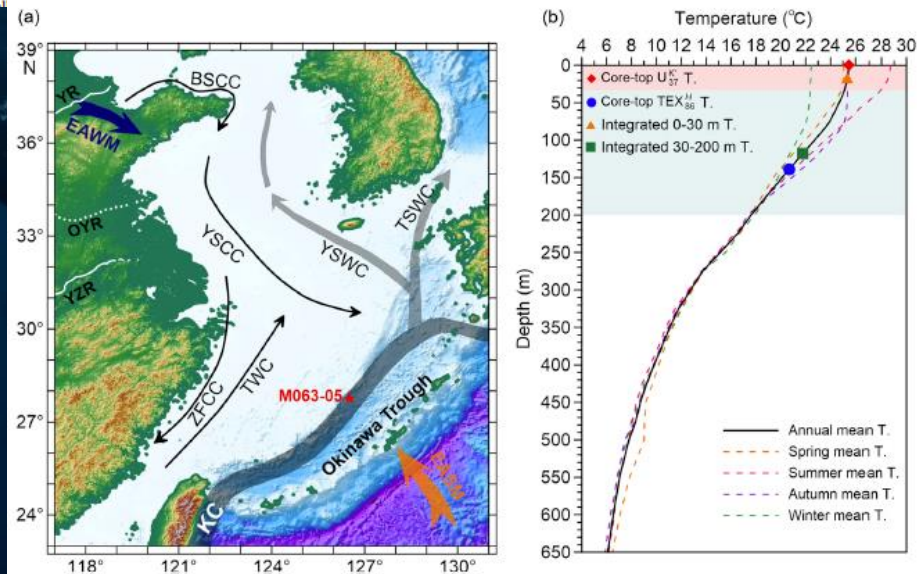 (a)
39°
N
36°
33°
30°
27°
24°
118°
121°
124°
127°
130°
BSCC
YR
EAWM
OYR
YSCC
YSWC
TSWC
YZR
ZFCC
TWC
M063-05
Okinawa Trough
KC
EASM
(b)
Temperature (°C)
4 6 8 10 12 14 16 18 20 22 24 26 28 30
Depth (m)
0
50
100
150
200
250
300
350
400
450
500
550
600
650
Core-top U37K' T.
Core-top TEX86H T.
Integrated 0-30 m T.
Integrated 30-200 m T.
Annual mean T.
Spring mean T.
Summer mean T.
Autumn mean T.
Winter mean T.